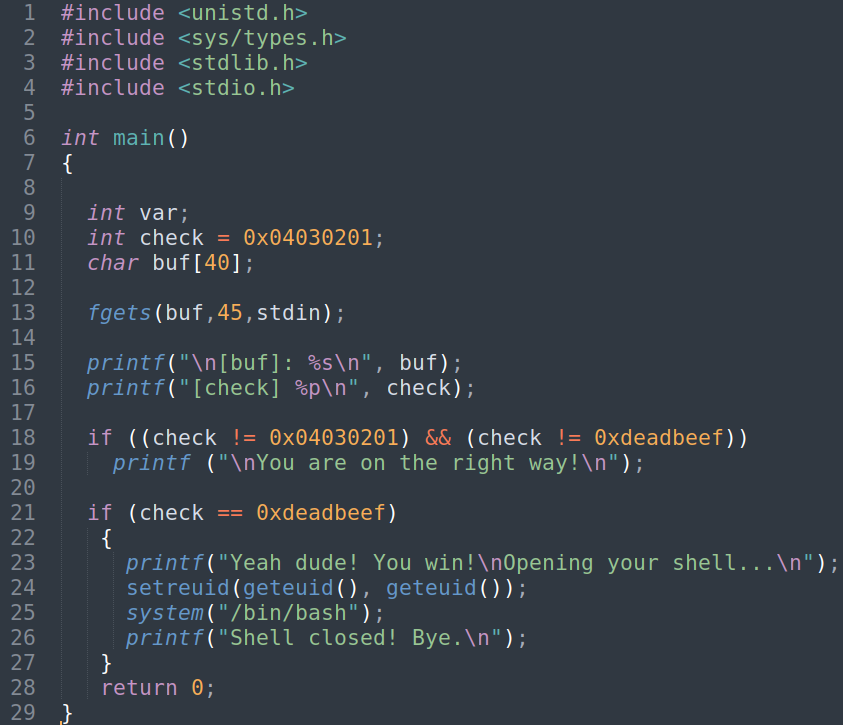 1 #include <unistd.h>
2 #include <sys/types.h>
3 #include <stdlib.h>
4 #include <stdio.h>
5
6 int main()
7 {
8
9   int var;
10   int check = 0x04030201;
11   char buf[40];
12
13   fgets(buf,45,stdin);
14
15   printf("\n[buf]: %s\n", buf);
16   printf("[check] %p\n", check);
17
18   if ((check != 0x04030201) && (check != 0xdeadbeef))
19     printf ("\nYou are on the right way!\n");
20
21   if (check == 0xdeadbeef)
22    {
23      printf("Yeah dude! You win!\nOpening your shell...\n");
24      setreuid(geteuid(), geteuid());
25      system("/bin/bash");
26      printf("Shell closed! Bye.\n");
27    }
28    return 0;
29 }